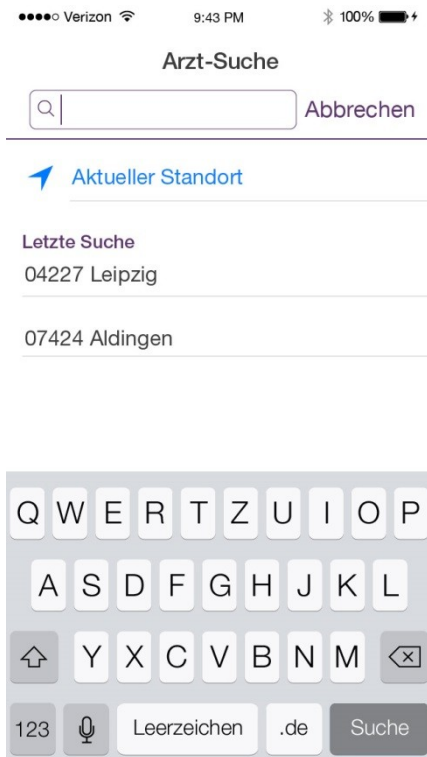 Verizon 9:43 PM 100%
Arzt-Suche
Abbrechen
Aktueller Standort
Letzte Suche
04227 Leipzig
07424 Aldingen
Q W E R T Z U I O P
A S D F G H J K L
Y X C V B N M
123 Leerzeichen .de Suche